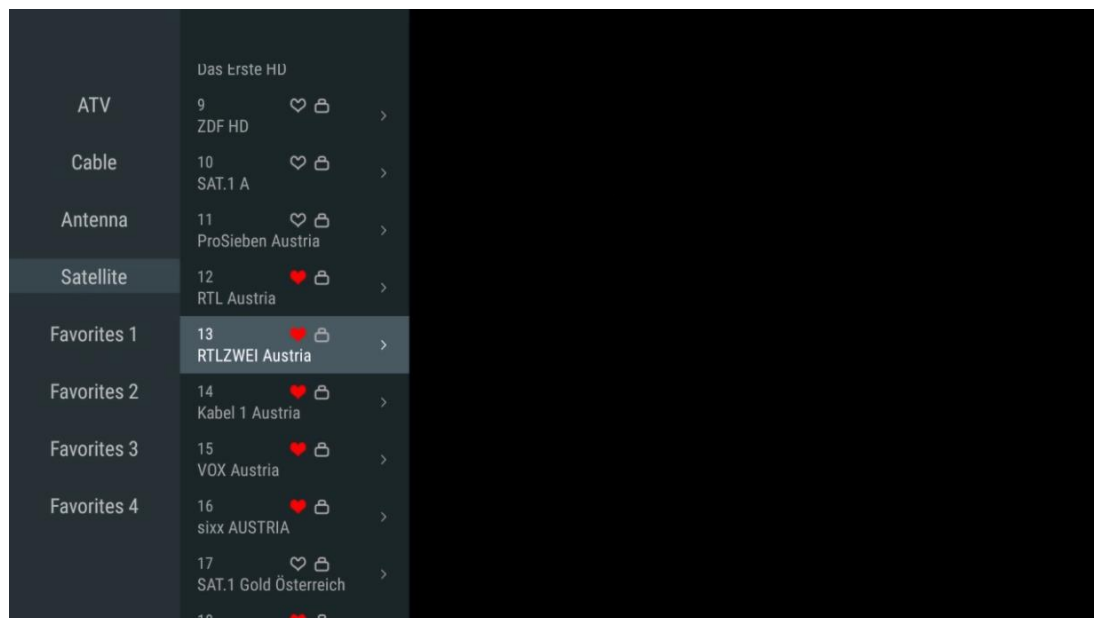 ATV
Cable
Antenna
Satellite
Favorites 1
Favorites 2
Favorites 3
Favorites 4
Das Erste HD
9
ZDF HD
10
SAT.1 A
11
ProSieben Austria
12
RTL Austria
13
RTLZWEI Austria
14
Kabel 1 Austria
15
VOX Austria
16
sixx AUSTRIA
17
SAT.1 Gold Österreich